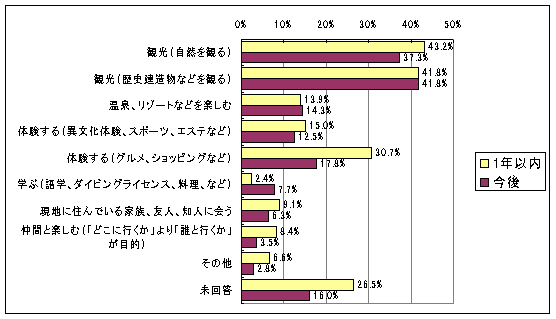 0% 10% 20% 30% 40% 50%
観光(自然を観る)
43.2%
37.3%
観光(歴史建造物などを観る)
41.8%
41.8%
温泉、リゾートなどを楽しむ
13.9%
14.3%
体験する(異文化体験、スポーツ、エステなど)
15.0%
12.5%
体験する(グルメ、ショッピングなど)
30.7%
17.8%
学ぶ(語学、ダイビングライセンス、料理、など)
2.4%
7.7%
現地に住んでいる家族、友人、知人に会う
9.1%
6.3%
仲間と楽しむ(「どこに行くか」より「誰と行くか」
が目的)
8.4%
3.5%
その他
6.6%
2.8%
未回答
26.5%
16.0%
1年以内
今後